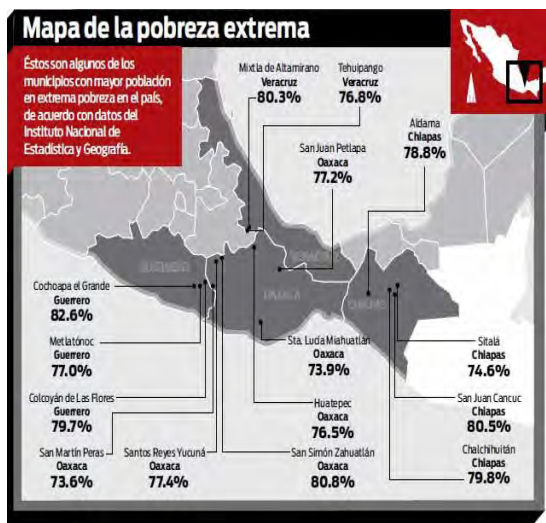 Mapa de la pobreza extrema
Éstos son algunos de los
municipios con mayor población
en extrema pobreza en el país,
de acuerdo con datos del
Instituto Nacional de
Estadística y Geografía.
Mixtla de Altamirano
Veracruz
80.3%
Tehuipango
Veracruz
76.8%
Aldama
Chiapas
78.8%
San Juan Petlapa
Oaxaca
77.2%
GUERRERO
VERACRUZ
OAXACA
CHIAPAS
Cochoapa el Grande
Guerrero
82.6%
Metlatónoc
Guerrero
77.0%
Colcoyán de Las Flores
Guerrero
79.7%
San Martín Peras
Oaxaca
73.6%
Santos Reyes Yucuná
Oaxaca
77.4%
Sta. Lucía Miahuatlán
Oaxaca
73.9%
Huatepec
Oaxaca
76.5%
San Simón Zahuatlán
Oaxaca
80.8%
Sitalá
Chiapas
74.6%
San Juan Cancuc
Chiapas
80.5%
Chalchihuitán
Chiapas
79.8%